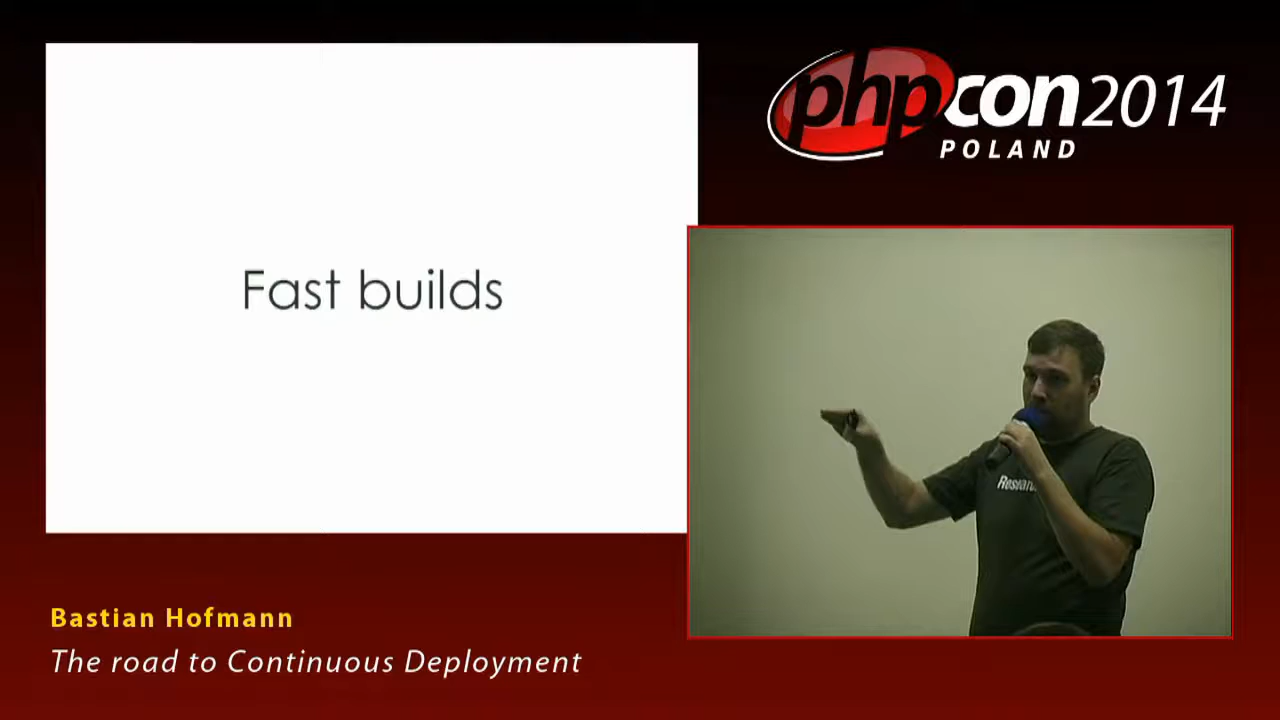 Fast builds
phpcon2014
POLAND
Bastian Hofmann
The road to Continuous Deployment